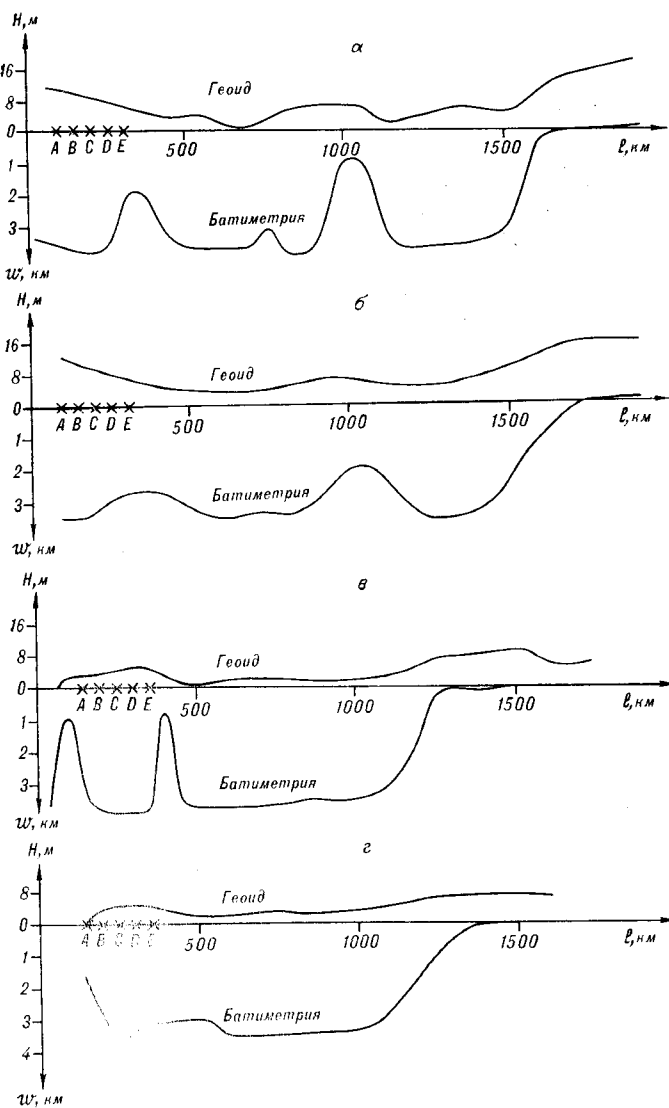 H, м
а
16
Геоид
8
0
500
1000
1500
ℓ, км
A B C D E
1
2
Батиметрия
3
w, км
H, м
б
16
Геоид
8
0
500
1000
1500
ℓ, км
A B C D E
1
2
Батиметрия
3
w, км
H, м
в
16
8
Геоид
0
A B C D E
500
1000
1500
ℓ, км
1
2
Батиметрия
3
w, км
H, м
г
8
Геоид
0
A B C D E
500
1000
1500
ℓ, км
1
2
3
Батиметрия
4
w, км